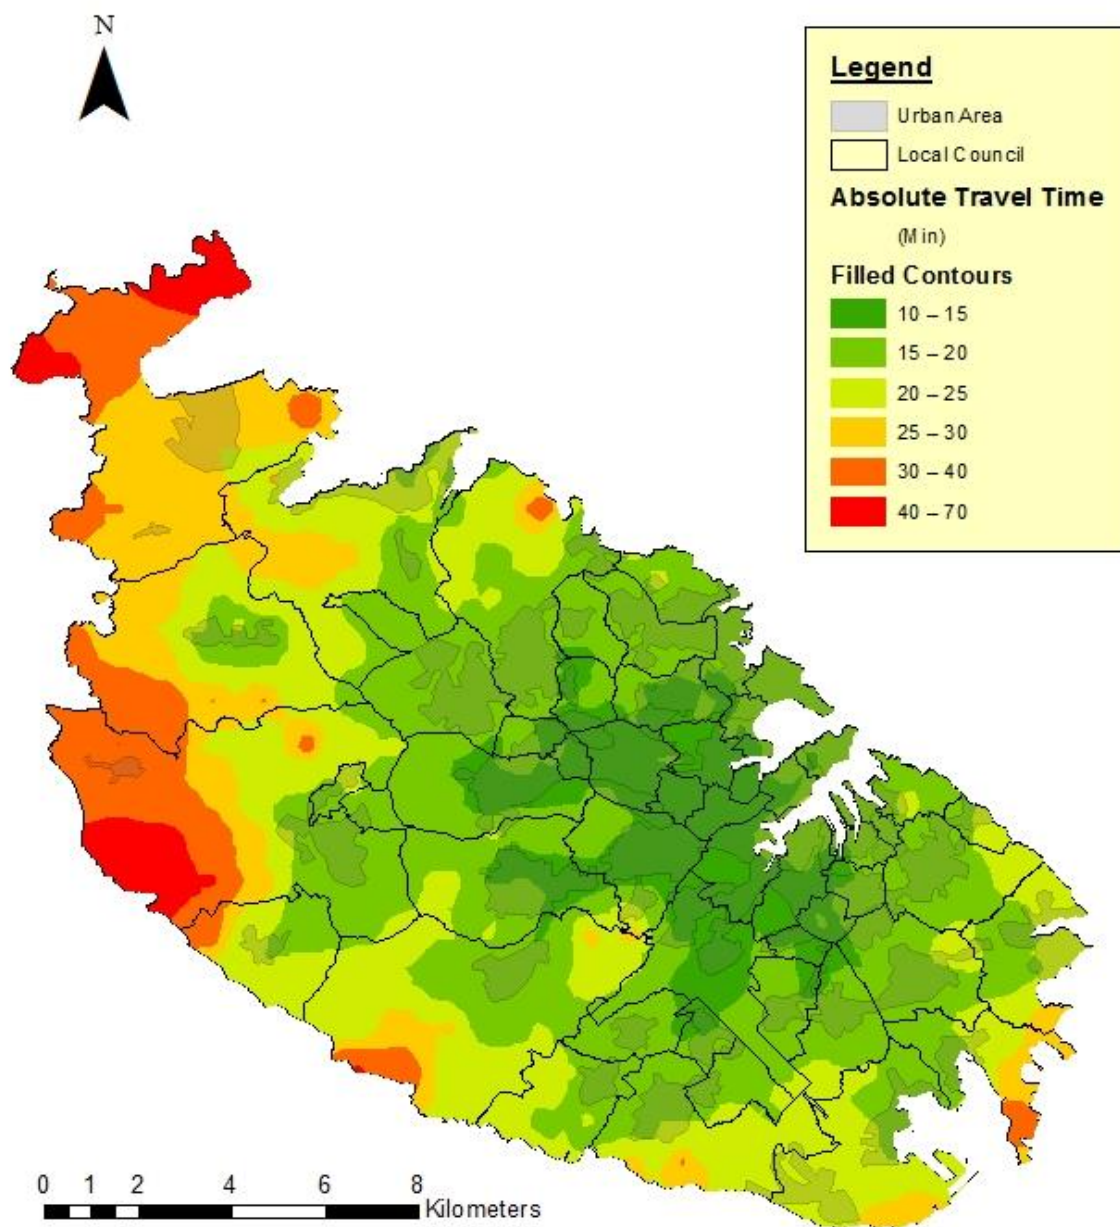 N
Legend
Urban Area
Local Council
Absolute Travel Time
(Min)
Filled Contours
10 – 15
15 – 20
20 – 25
25 – 30
30 – 40
40 – 70
0 1 2 4 6 8
Kilometers